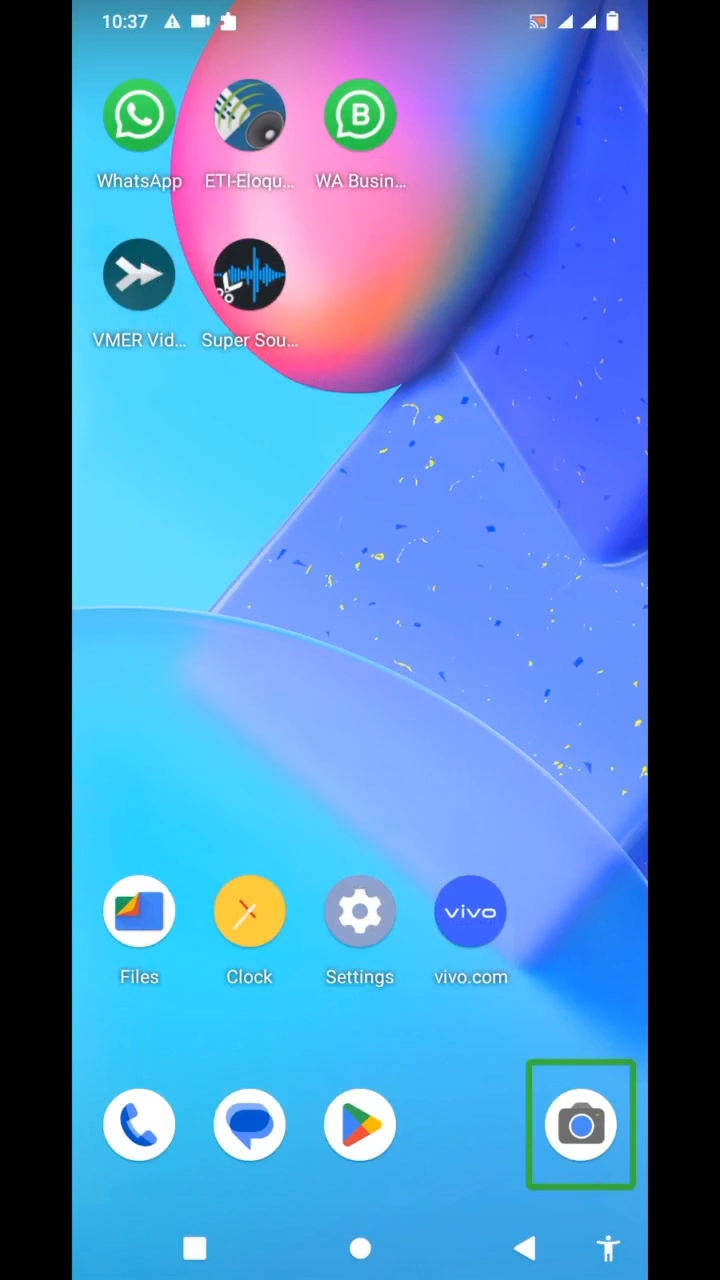 10:37
WhatsApp ETI-Eloqu... WA Busin...
VMER Vid... Super Sou...
vivo
Files Clock Settings vivo.com